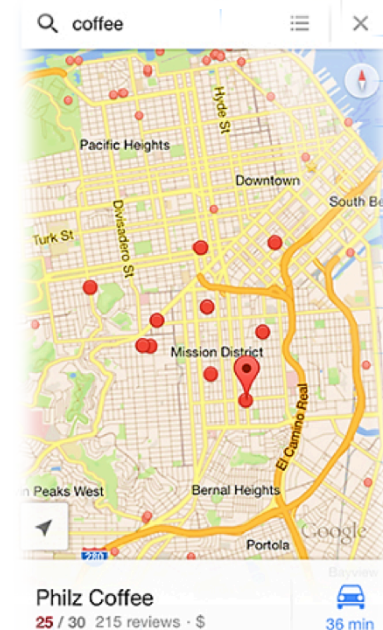 coffee
Hyde St
Pacific Heights
Downtown
South Be
Divisadero St
Turk St
Mission District
El Camino Real
n Peaks West
Bernal Heights
Google
Portola
280
Bayview
Philz Coffee
25 / 30 215 reviews · $
36 min